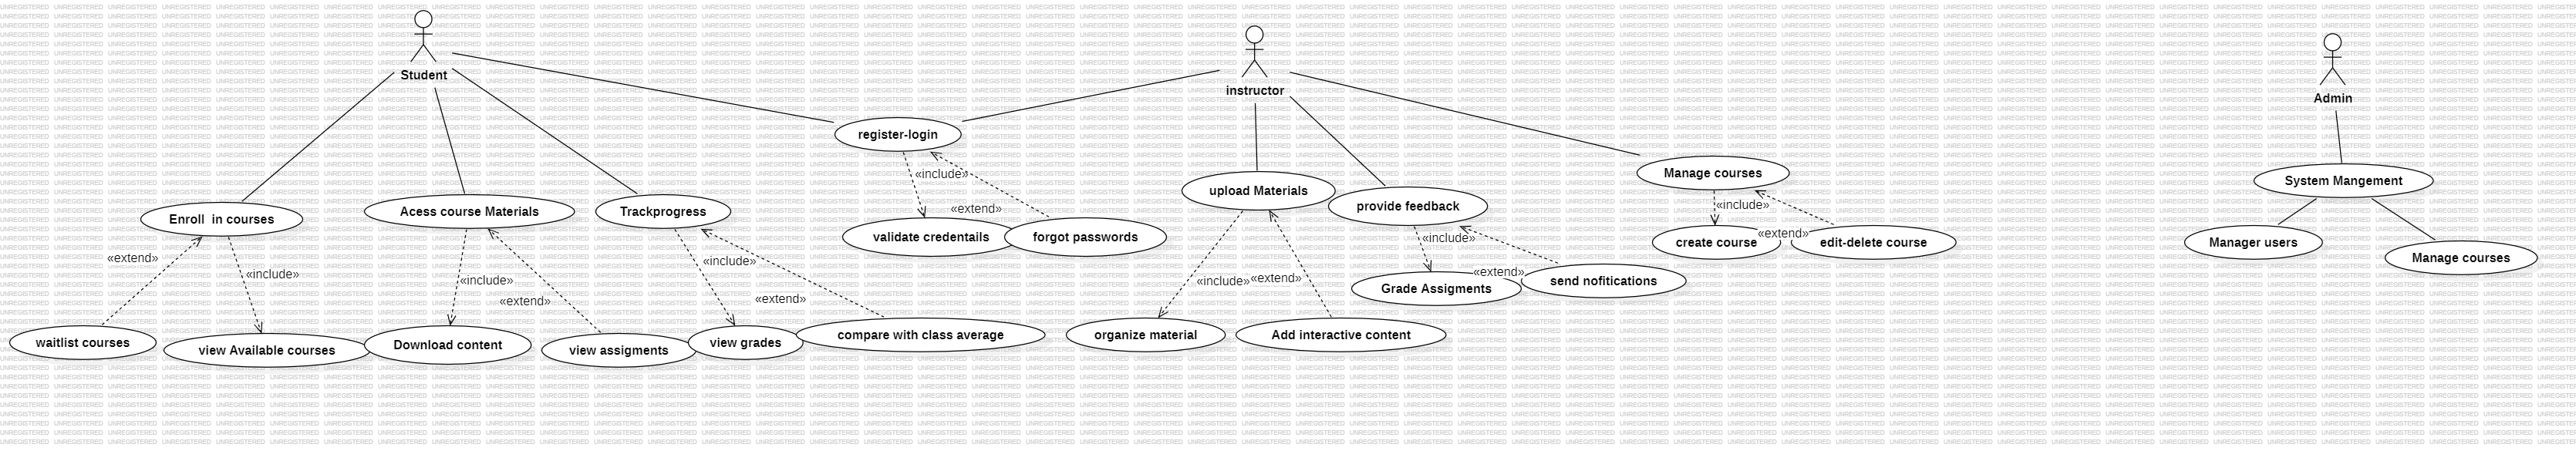 Student
instructor
Admin
register-login
Manage courses
«include»
upload Materials
System Mangement
«include»
«extend»
Acess course Materials
Trackprogress
provide feedback
Enroll  in courses
validate credentails
forgot passwords
«include»
«extend»
create course
edit-delete course
Manager users
«extend»
«include»
Manage courses
«include»
«include»
«extend»
«include»
«extend»
send nofitications
Grade Assigments
«extend»
«extend»
organize material
Add interactive content
compare with class average
waitlist courses
view grades
Download content
view Available courses
view assigments
UNREGISTERED